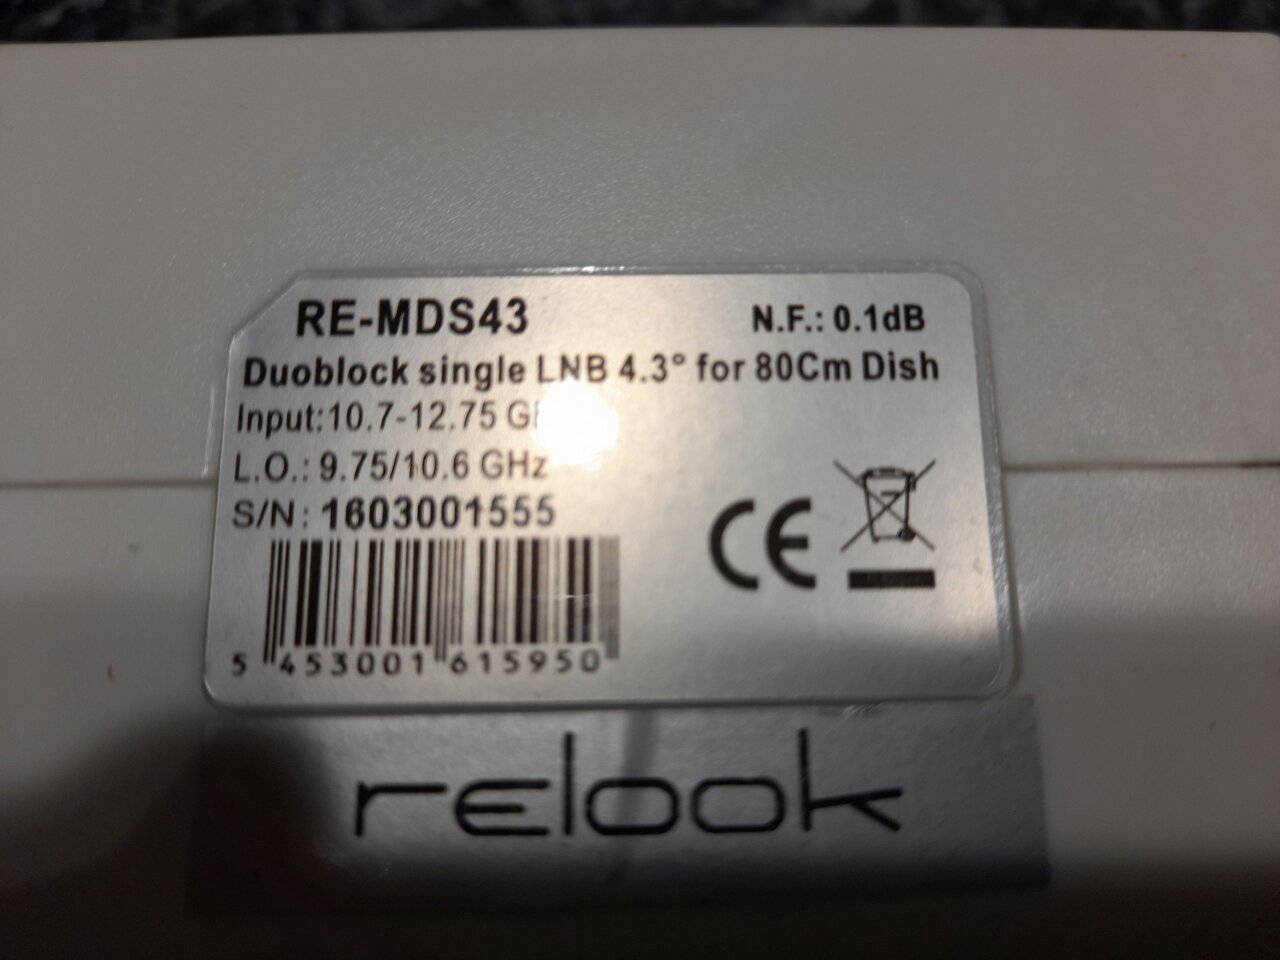 RE-MDS43 N.F.: 0.1dB
Duoblock single LNB 4.3° for 80Cm Dish
Input:10.7-12.75
L.O.: 9.75/10.6 GHz
S/N: 1603001555
CE
5 453001 615950
relook